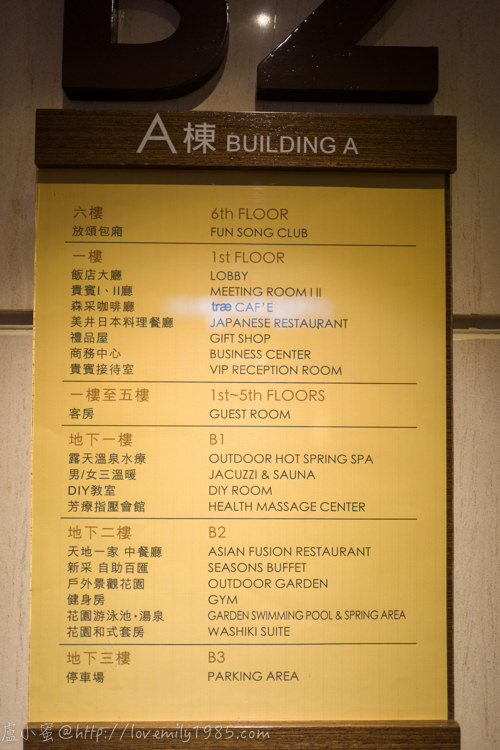 B2
A棟 BUILDING A
六樓 6th FLOOR
放頌包廂 FUN SONG CLUB
一樓 1st FLOOR
飯店大廳 LOBBY
貴賓I、II廳 MEETING ROOM I II
森采咖啡廳 træ CAF'E
美井日本料理餐廳 JAPANESE RESTAURANT
禮品屋 GIFT SHOP
商務中心 BUSINESS CENTER
貴賓接待室 VIP RECEPTION ROOM
一樓至五樓 1st~5th FLOORS
客房 GUEST ROOM
地下一樓 B1
露天溫泉水療 OUTDOOR HOT SPRING SPA
男/女三溫暖 JACUZZI & SAUNA
DIY教室 DIY ROOM
芳療指壓會館 HEALTH MASSAGE CENTER
地下二樓 B2
天地一家 中餐廳 ASIAN FUSION RESTAURANT
新采 自助百匯 SEASONS BUFFET
戶外景觀花園 OUTDOOR GARDEN
健身房 GYM
花園游泳池·湯泉 GARDEN SWIMMING POOL & SPRING AREA
花園和式套房 WASHIKI SUITE
地下三樓 B3
停車場 PARKING AREA
盧小蜜@http://lovemily1985.com